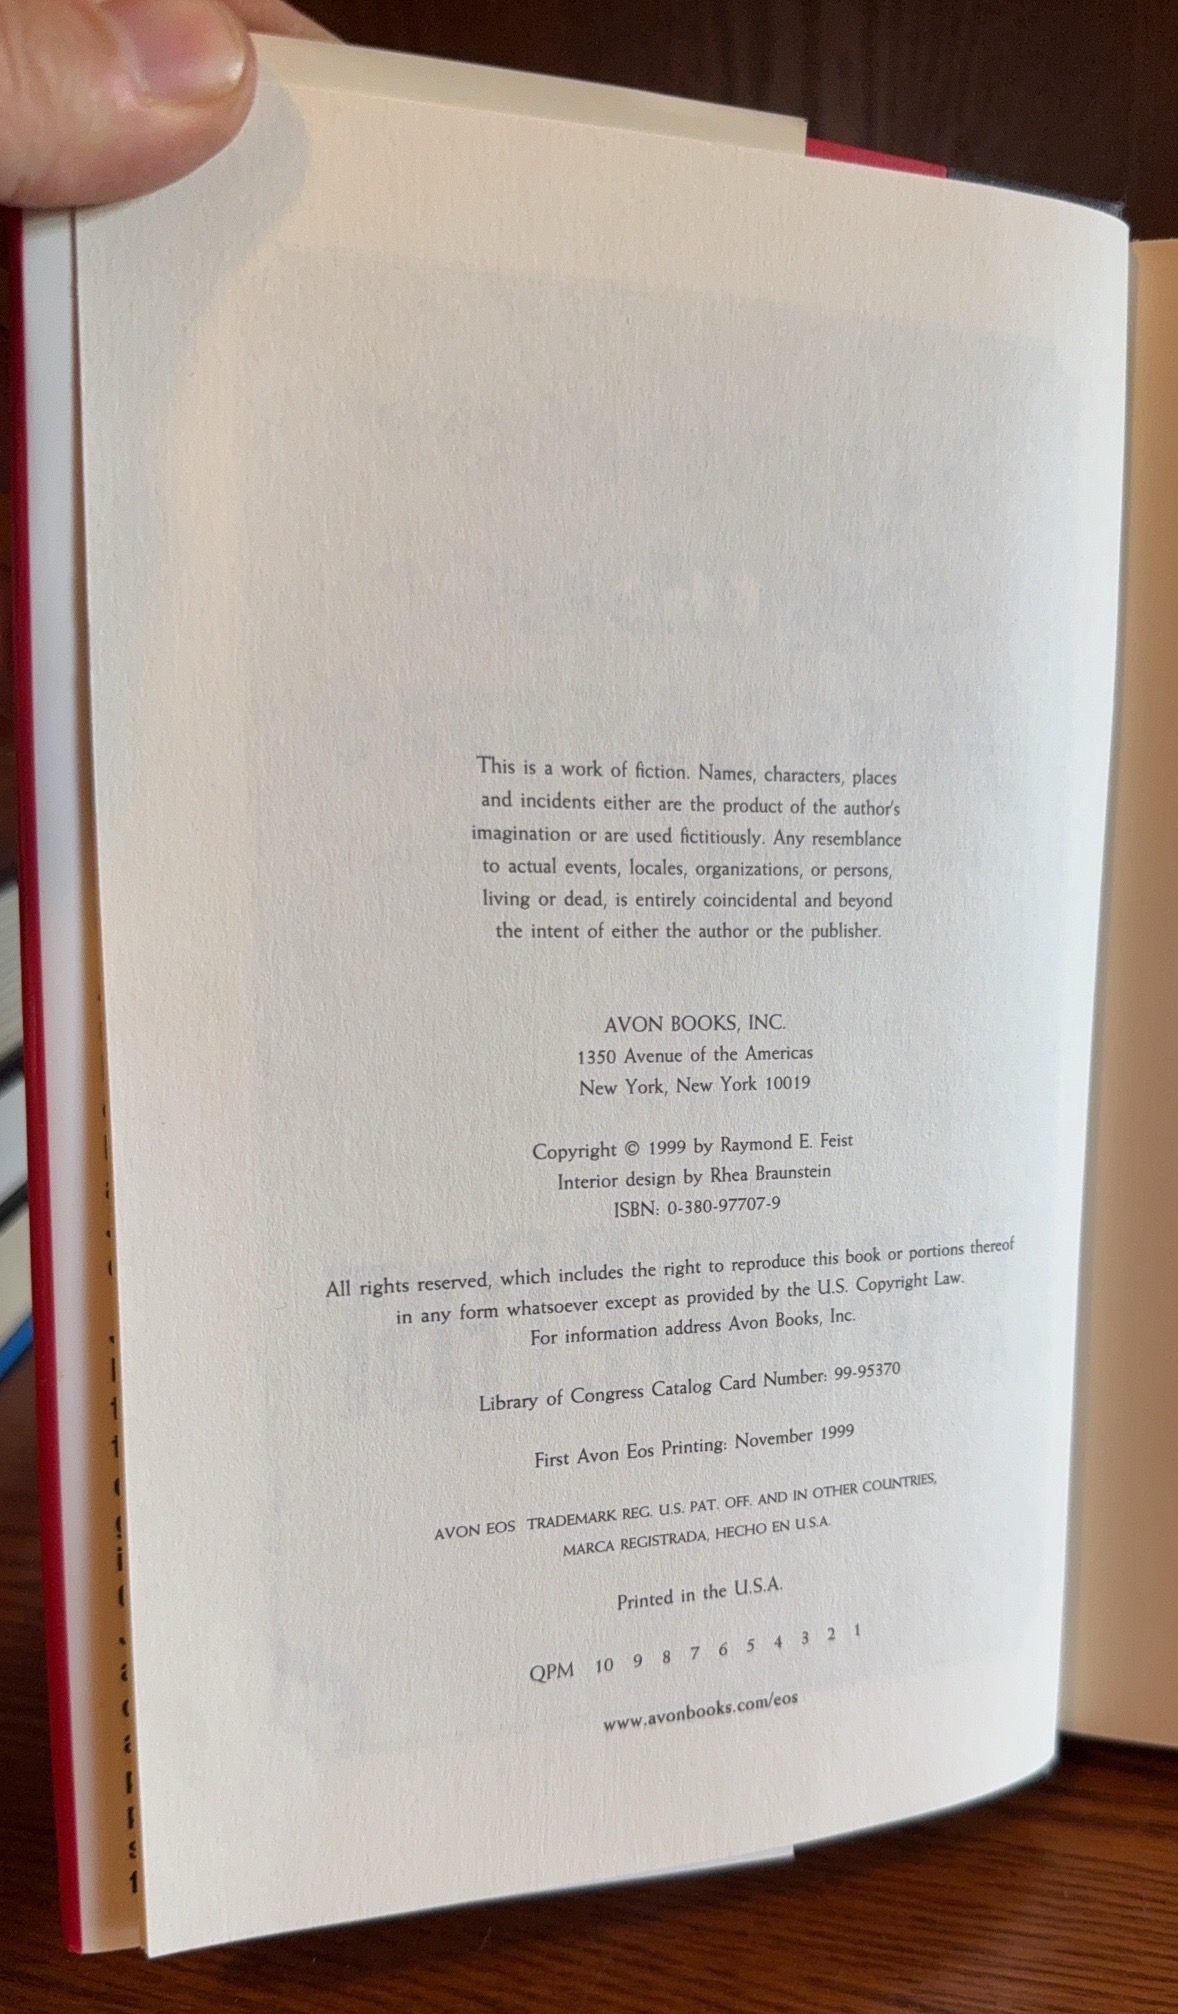 This is a work of fiction. Names, characters, places
and incidents either are the product of the author's
imagination or are used fictitiously. Any resemblance
to actual events, locales, organizations, or persons,
living or dead, is entirely coincidental and beyond
the intent of either the author or the publisher.
AVON BOOKS, INC.
1350 Avenue of the Americas
New York, New York 10019
Copyright © 1999 by Raymond E. Feist
Interior design by Rhea Braunstein
ISBN: 0-380-97707-9
All rights reserved, which includes the right to reproduce this book or portions thereof
in any form whatsoever except as provided by the U.S. Copyright Law.
For information address Avon Books, Inc.
Library of Congress Catalog Card Number: 99-95370
First Avon Eos Printing: November 1999
AVON EOS TRADEMARK REG. U.S. PAT. OFF. AND IN OTHER COUNTRIES,
MARCA REGISTRADA, HECHO EN U.S.A.
Printed in the U.S.A.
QPM 10 9 8 7 6 5 4 3 2 1
www.avonbooks.com/eos